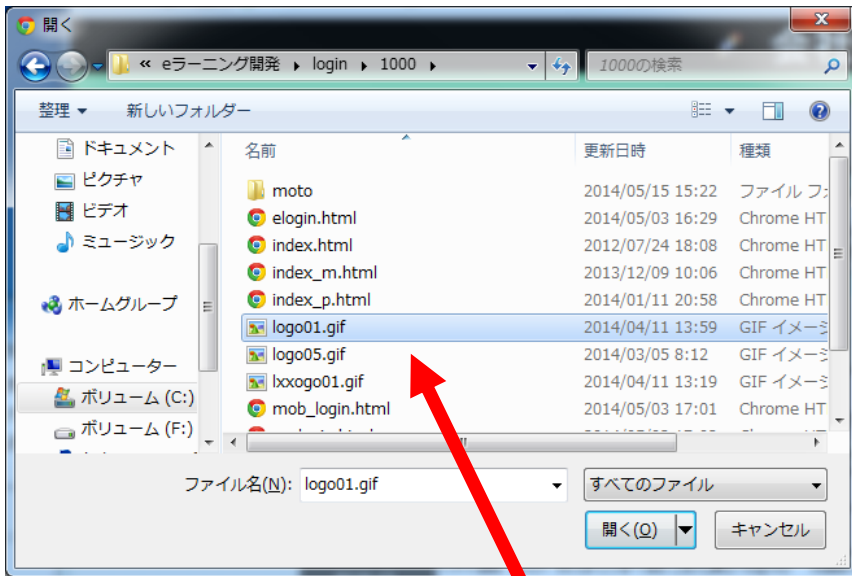 開く
« eラーニング開発 ▸ login ▸ 1000 ▸
1000の検索
整理 ▼ 新しいフォルダー
ドキュメント
ピクチャ
ビデオ
ミュージック
ホームグループ
コンピューター
ボリューム (C:)
ボリューム (F:)
名前 更新日時 種類
moto 2014/05/15 15:22 ファイル フ
elogin.html 2014/05/03 16:29 Chrome HT
index.html 2012/07/24 18:08 Chrome HT
index_m.html 2013/12/09 10:06 Chrome HT
index_p.html 2014/01/11 20:58 Chrome HT
logo01.gif 2014/04/11 13:59 GIF イメージ
logo05.gif 2014/03/05 8:12 GIF イメージ
lxxogo01.gif 2014/04/11 13:19 GIF イメージ
mob_login.html 2014/05/03 17:01 Chrome HT
ファイル名(N): logo01.gif すべてのファイル
開く(O) キャンセル